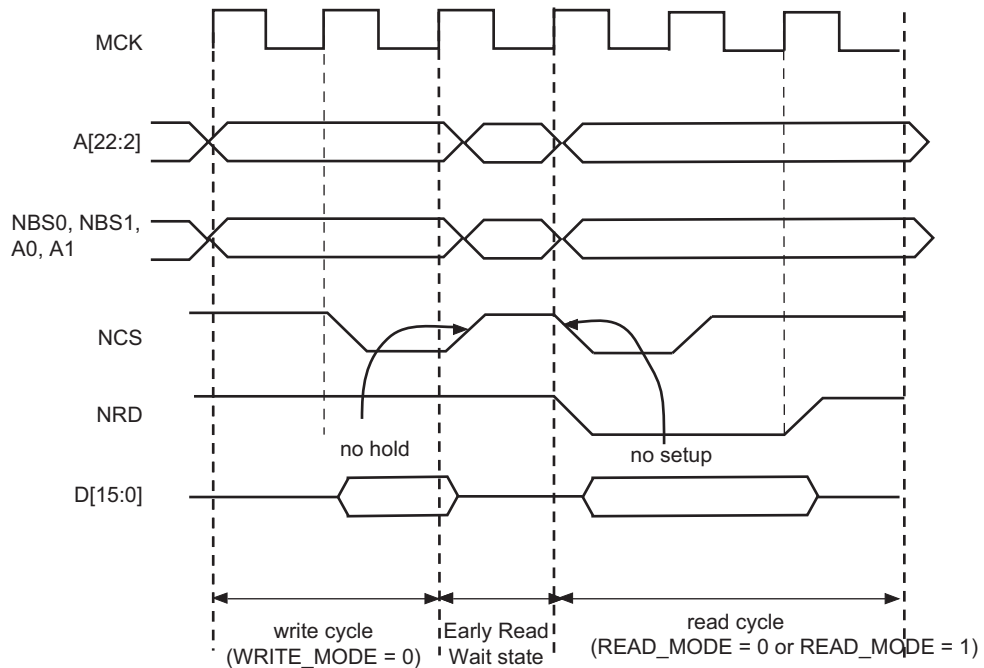 MCK
A[22:2]
NBS0, NBS1,
A0, A1
NCS
NRD
no hold
no setup
D[15:0]
write cycle
(WRITE_MODE = 0)
Early Read
Wait state
read cycle
(READ_MODE = 0 or READ_MODE = 1)